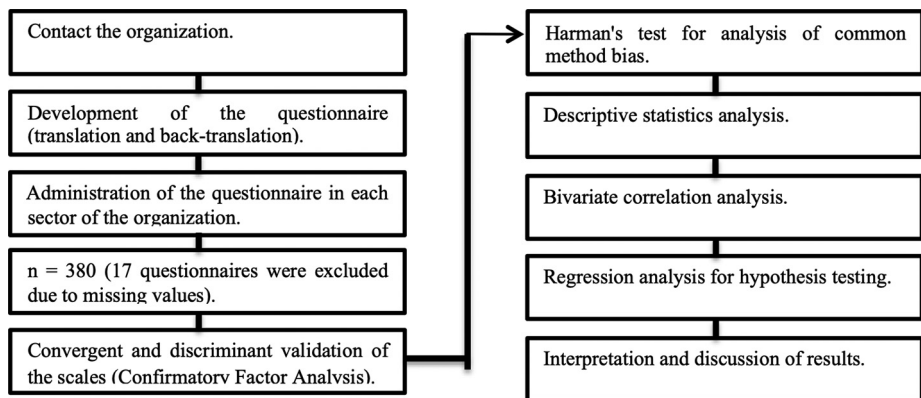 Contact the organization.
Development of the questionnaire
(translation and back-translation).
Administration of the questionnaire in each
sector of the organization.
n = 380 (17 questionnaires were excluded
due to missing values).
Convergent and discriminant validation of
the scales (Confirmatory Factor Analysis).
Harman's test for analysis of common
method bias.
Descriptive statistics analysis.
Bivariate correlation analysis.
Regression analysis for hypothesis testing.
Interpretation and discussion of results.